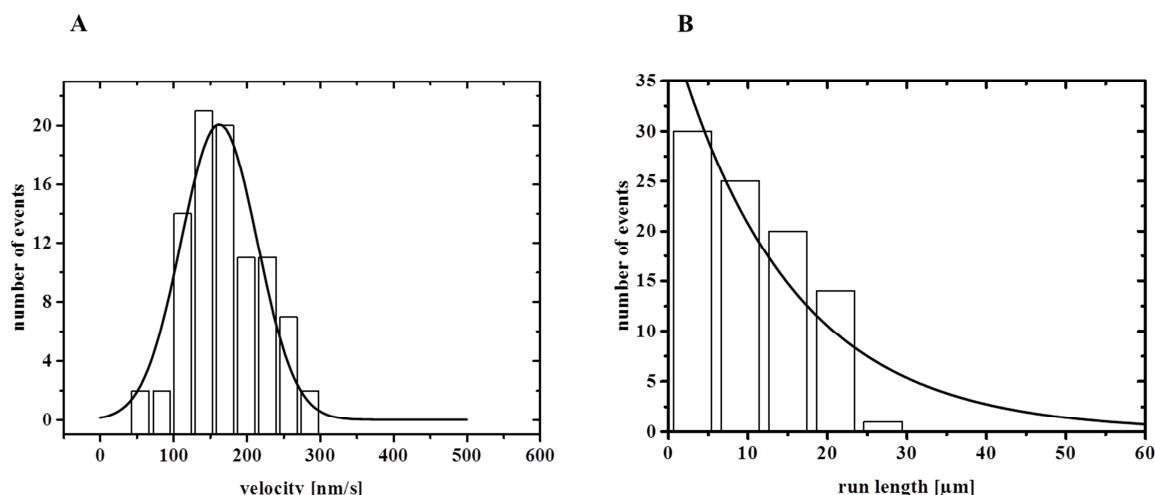 A
number of events
20
16
12
8
4
0
0 100 200 300 400 500 600
velocity [nm/s]
B
number of events
35
30
25
20
15
10
5
0
0 10 20 30 40 50 60
run length [µm]